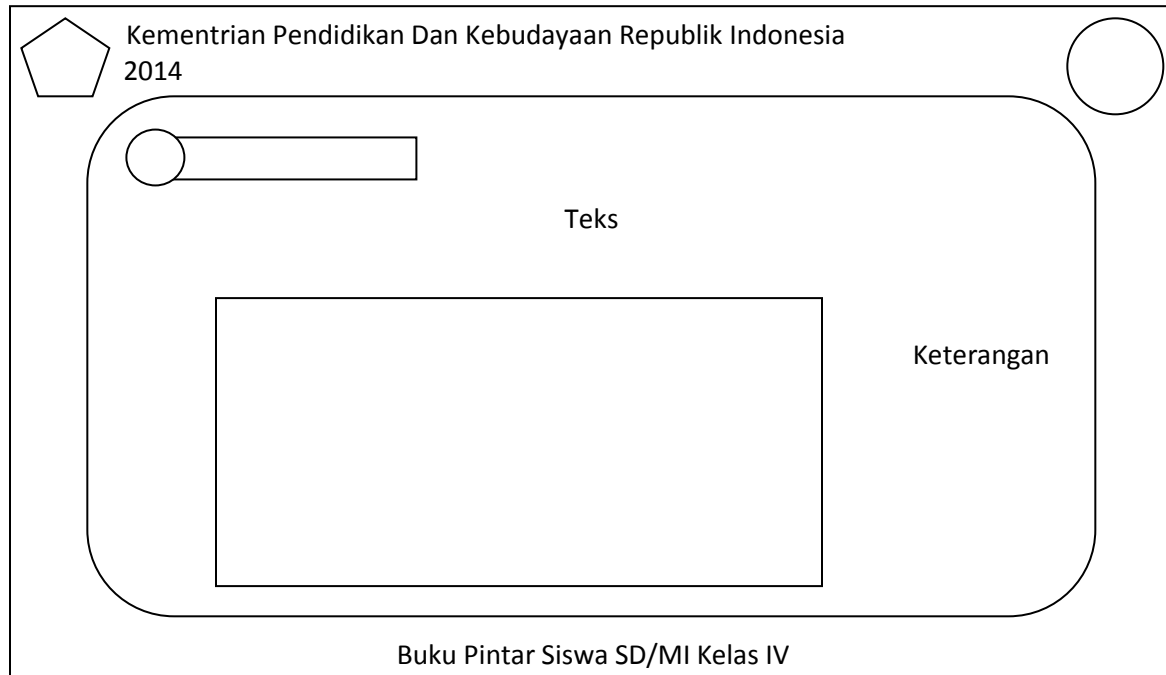 Kementrian Pendidikan Dan Kebudayaan Republik Indonesia
2014
Teks
Keterangan
Buku Pintar Siswa SD/MI Kelas IV